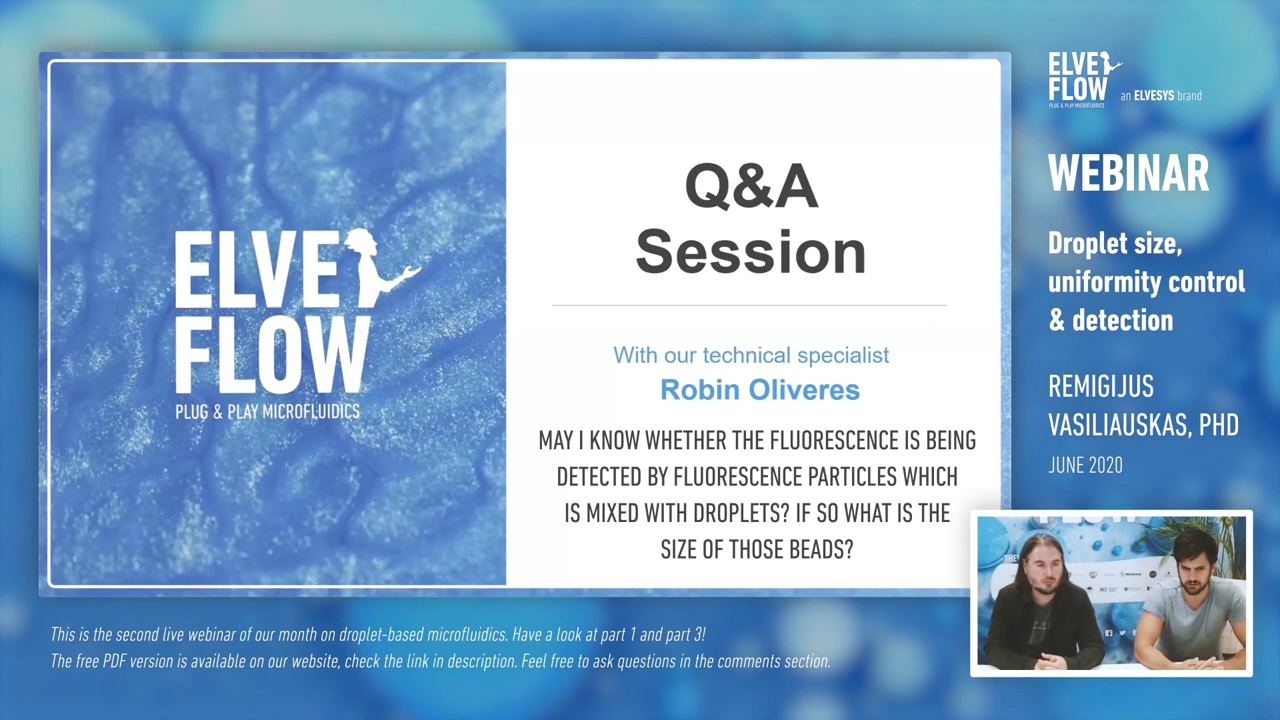 ELVE
FLOW
PLUG & PLAY MICROFLUIDICS
Q&A
Session
With our technical specialist
Robin Oliveres
MAY I KNOW WHETHER THE FLUORESCENCE IS BEING
DETECTED BY FLUORESCENCE PARTICLES WHICH
IS MIXED WITH DROPLETS? IF SO WHAT IS THE
SIZE OF THOSE BEADS?
ELVE
FLOW
PLUG & PLAY MICROFLUIDICS
an ELVESYS brand
WEBINAR
Droplet size,
uniformity control
& detection
REMIGIJUS
VASILIAUSKAS, PHD
JUNE 2020
This is the second live webinar of our month on droplet-based microfluidics. Have a look at part 1 and part 3!
The free PDF version is available on our website, check the link in description. Feel free to ask questions in the comments section.